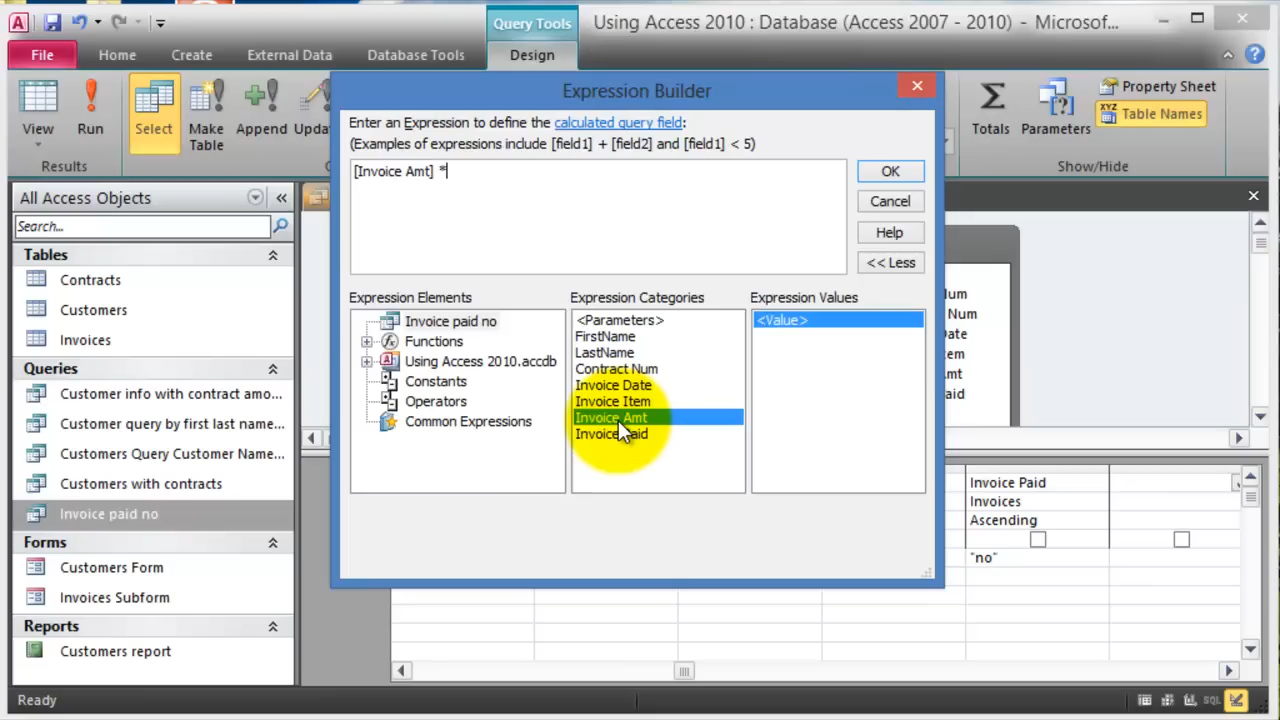 Query Tools
Using Access 2010 : Database (Access 2007 - 2010) - Microsof...
File
Home
Create
External Data
Database Tools
Design
View
Run
Select
Make Table
Append
Results
Totals
Parameters
Property Sheet
Table Names
Show/Hide
Expression Builder
Enter an Expression to define the calculated query field:
(Examples of expressions include [field1] + [field2] and [field1] < 5)
[Invoice Amt] *
OK
Cancel
Help
<< Less
Expression Elements
Invoice paid no
Functions
Using Access 2010.accdb
Constants
Operators
Common Expressions
Expression Categories
<Parameters>
FirstName
LastName
Contract Num
Invoice Date
Invoice Item
Invoice Amt
Invoice Paid
Expression Values
<Value>
All Access Objects
Search...
Tables
Contracts
Customers
Invoices
Queries
Customer info with contract amo...
Customer query by first last name...
Customers Query Customer Name...
Customers with contracts
Invoice paid no
Forms
Customers Form
Invoices Subform
Reports
Customers report
Num
Date
Invoice Paid
Invoices
Ascending
"no"
Ready
SQL